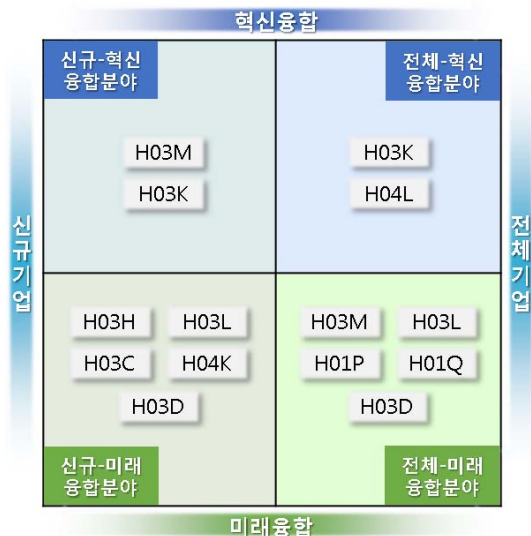 혁신융합
신규-혁신
융합분야
전체-혁신
융합분야
H03M
H03K
H03K
H04L
신규기업
전체기업
H03H H03L
H03C H04K
H03D
H03M H03L
H01P H01Q
H03D
신규-미래
융합분야
전체-미래
융합분야
미래융합